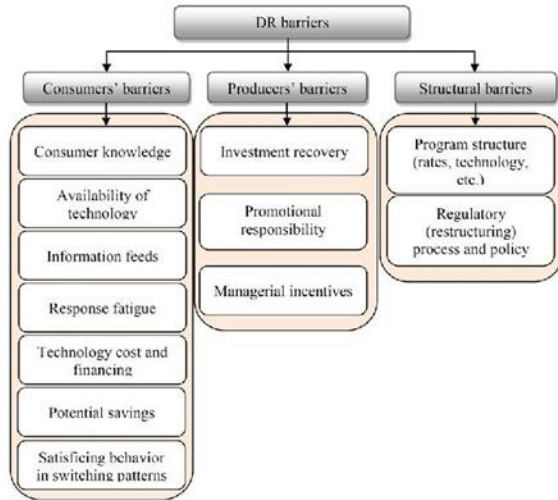 DR barriers
Consumers' barriers
Producers' barriers
Structural barriers
Consumer knowledge
Availability of
technology
Information feeds
Response fatigue
Technology cost and
financing
Potential savings
Satisficing behavior
in switching patterns
Investment recovery
Promotional
responsibility
Managerial incentives
Program structure
(rates, technology,
etc.)
Regulatory
(restructuring)
process and policy